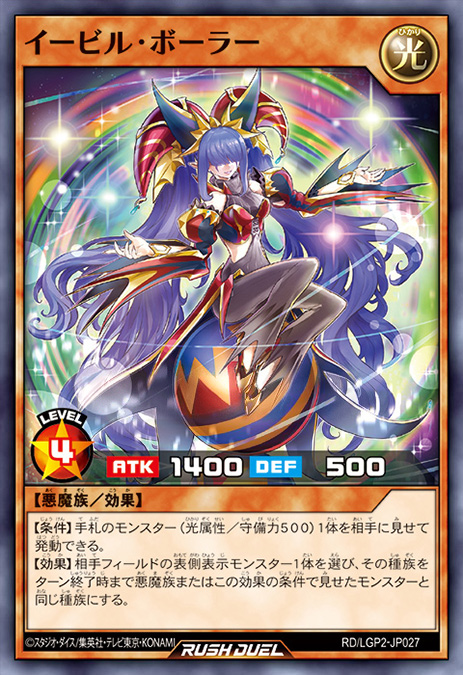 イービル・ボーラー
ひかり
光
LEVEL
4
ATK 1400 DEF 500
【悪魔族／効果】
【条件】手札のモンスター（光属性／守備力500）1体を相手に見せて
発動できる。
【効果】相手フィールドの表側表示モンスター1体を選び、その種族を
ターン終了時まで悪魔族またはこの効果の条件で見せたモンスターと
同じ種族にする。
©スタジオ・ダイス/集英社・テレビ東京・KONAMI
RUSH DUEL
RD/LGP2-JP027